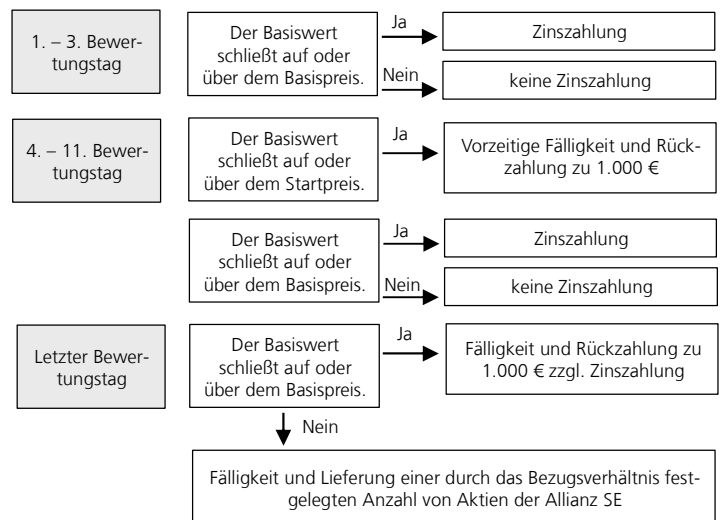 1. – 3. Bewer-
tungstag
Der Basiswert
schließt auf oder
über dem Basispreis.
Ja
Zinszahlung
Nein
keine Zinszahlung
4. – 11. Bewer-
tungstag
Der Basiswert
schließt auf oder
über dem Startpreis.
Ja
Vorzeitige Fälligkeit und Rück-
zahlung zu 1.000 €
Der Basiswert
schließt auf oder
über dem Basispreis.
Ja
Zinszahlung
Nein
keine Zinszahlung
Letzter Bewer-
tungstag
Der Basiswert
schließt auf oder
über dem Basispreis.
Ja
Fälligkeit und Rückzahlung zu
1.000 € zzgl. Zinszahlung
Nein
Fälligkeit und Lieferung einer durch das Bezugsverhältnis fest-
gelegten Anzahl von Aktien der Allianz SE